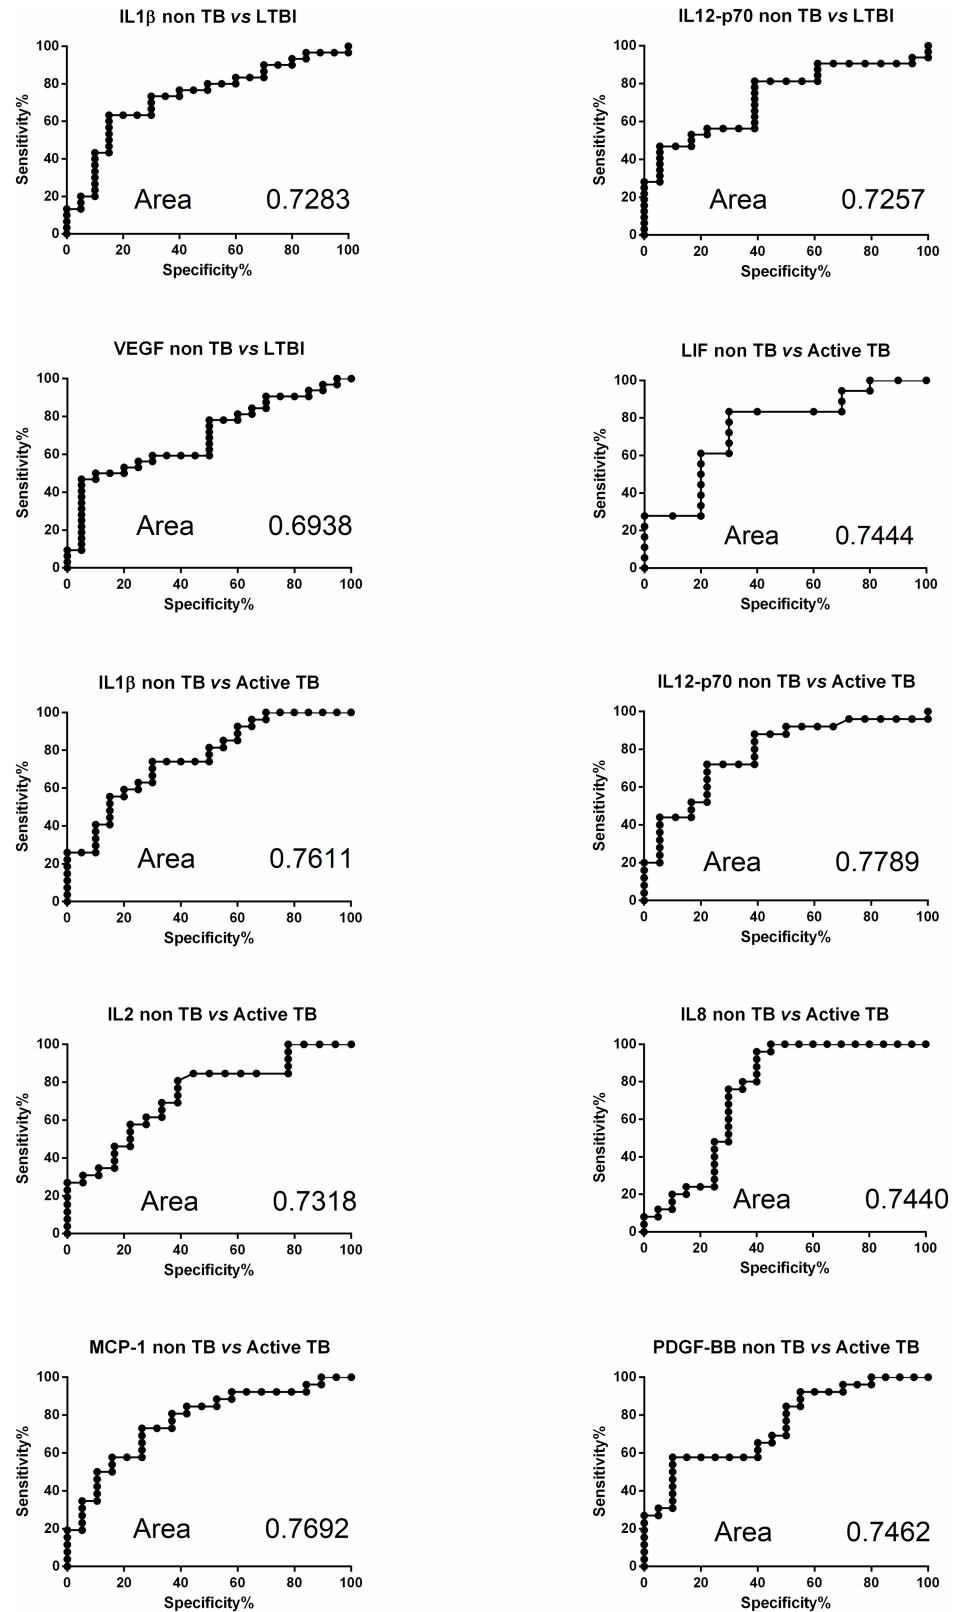 IL1β non TB vs LTBI
100
80
60
40
20
0
Sensitivity%
Area 0.7283
0 20 40 60 80 100
Specificity%
IL12-p70 non TB vs LTBI
100
80
60
40
20
0
Sensitivity%
Area 0.7257
0 20 40 60 80 100
Specificity%
VEGF non TB vs LTBI
100
80
60
40
20
0
Sensitivity%
Area 0.6938
0 20 40 60 80 100
Specificity%
LIF non TB vs Active TB
100
80
60
40
20
0
Sensitivity%
Area 0.7444
0 20 40 60 80 100
Specificity%
IL1β non TB vs Active TB
100
80
60
40
20
0
Sensitivity%
Area 0.7611
0 20 40 60 80 100
Specificity%
IL12-p70 non TB vs Active TB
100
80
60
40
20
0
Sensitivity%
Area 0.7789
0 20 40 60 80 100
Specificity%
IL2 non TB vs Active TB
100
80
60
40
20
0
Sensitivity%
Area 0.7318
0 20 40 60 80 100
Specificity%
IL8 non TB vs Active TB
100
80
60
40
20
0
Sensitivity%
Area 0.7440
0 20 40 60 80 100
Specificity%
MCP-1 non TB vs Active TB
100
80
60
40
20
0
Sensitivity%
Area 0.7692
0 20 40 60 80 100
Specificity%
PDGF-BB non TB vs Active TB
100
80
60
40
20
0
Sensitivity%
Area 0.7462
0 20 40 60 80 100
Specificity%